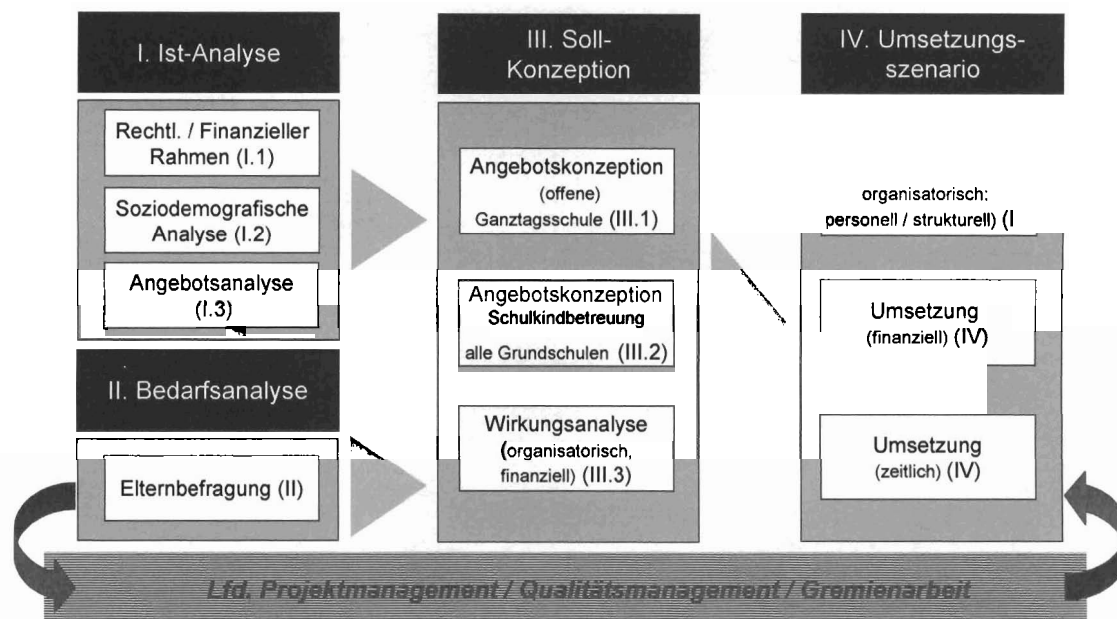 I. Ist-Analyse
Rechtl. / Finanzieller
Rahmen (I.1)
Soziodemografische
Analyse (I.2)
Angebotsanalyse
(I.3)
II. Bedarfsanalyse
Elternbefragung (II)
III. Soll-
Konzeption
Angebotskonzeption
(offene)
Ganztagsschule (III.1)
Angebotskonzeption
Schulkindbetreuung
alle Grundschulen (III.2)
Wirkungsanalyse
(organisatorisch,
finanziell) (III.3)
IV. Umsetzungs-
szenario
organisatorisch;
personell / strukturell) (I
Umsetzung
(finanziell) (IV)
Umsetzung
(zeitlich) (IV)
Lfd. Projektmanagement / Qualitätsmanagement / Gremienarbeit